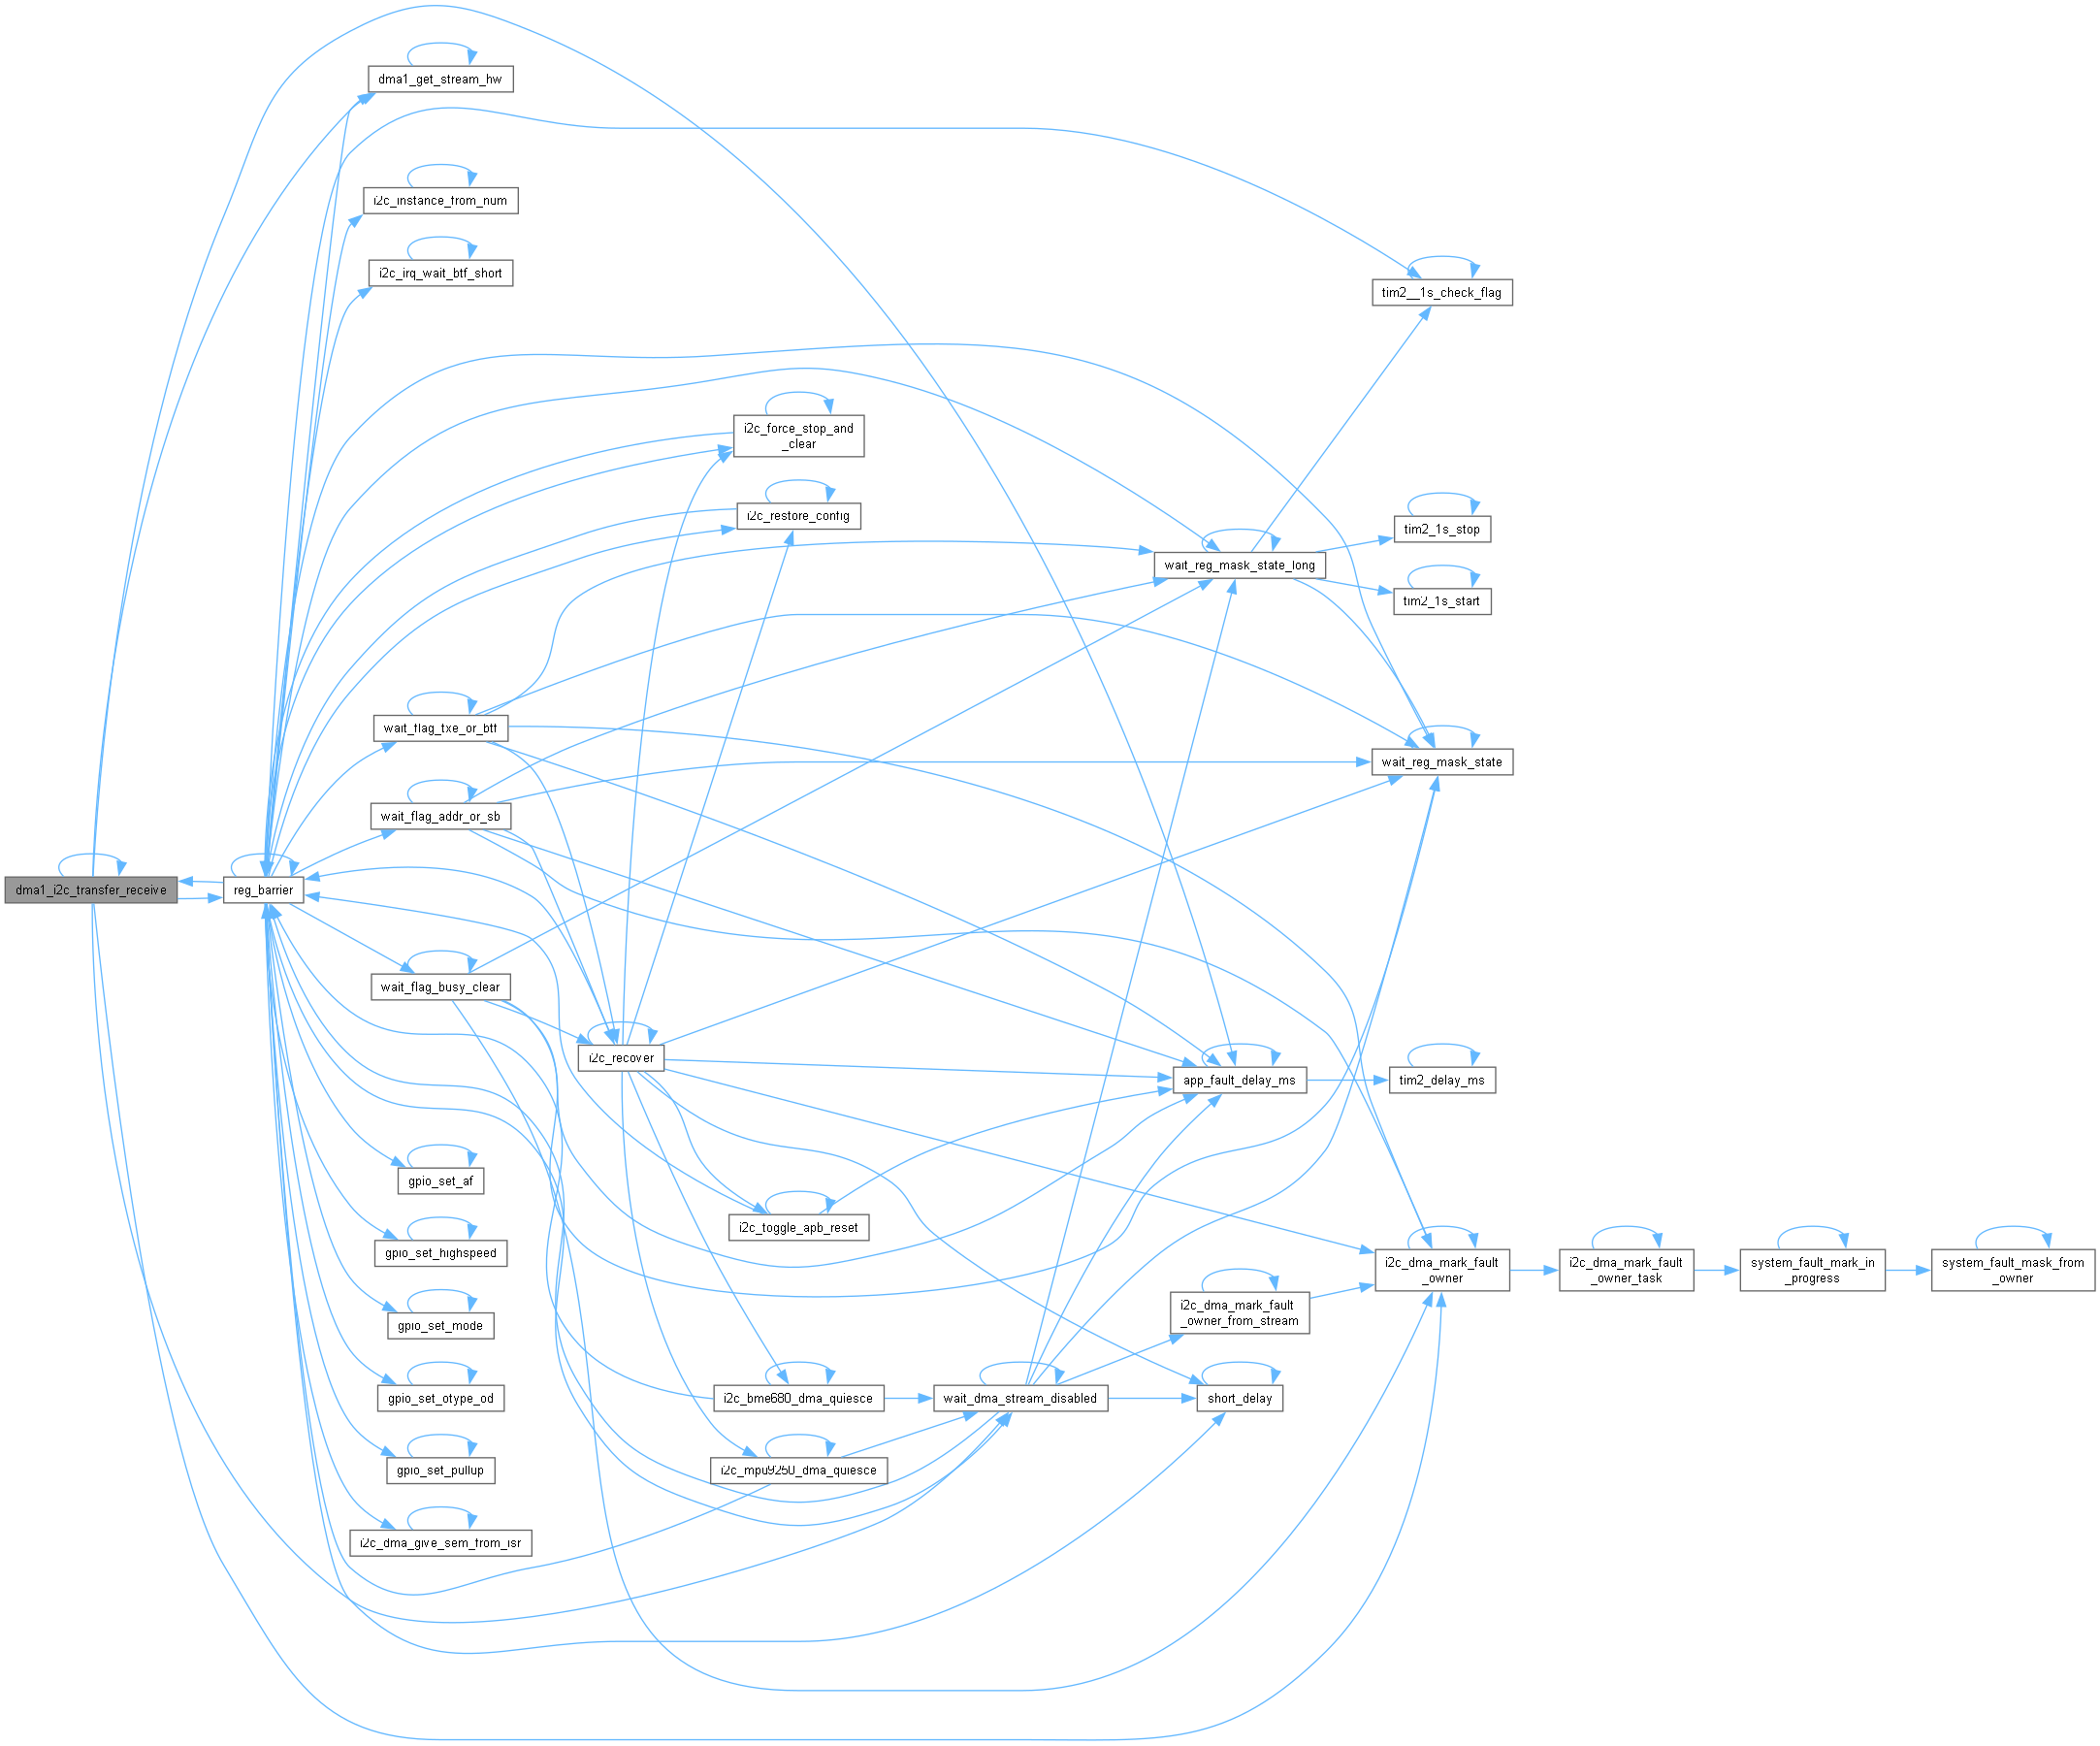 dma1_get_stream_hw
i2c_instance_from_num
i2c_irq_wait_btf_short
tim2__1s_check_flag
i2c_force_stop_and
_clear
i2c_restore_config
tim2_1s_stop
wait_reg_mask_state_long
tim2_1s_start
wait_flag_txe_or_btf
wait_reg_mask_state
wait_flag_addr_or_sb
dma1_i2c_transfer_receive
reg_barrier
wait_flag_busy_clear
i2c_recover
app_fault_delay_ms
tim2_delay_ms
gpio_set_af
i2c_toggle_apb_reset
gpio_set_highspeed
i2c_dma_mark_fault
_owner
i2c_dma_mark_fault
_owner_task
system_fault_mark_in
_progress
system_fault_mask_from
_owner
i2c_dma_mark_fault
_owner_from_stream
gpio_set_mode
gpio_set_otype_od
i2c_bme680_dma_quiesce
wait_dma_stream_disabled
short_delay
gpio_set_pullup
i2c_mpu9250_dma_quiesce
i2c_dma_give_sem_from_isr